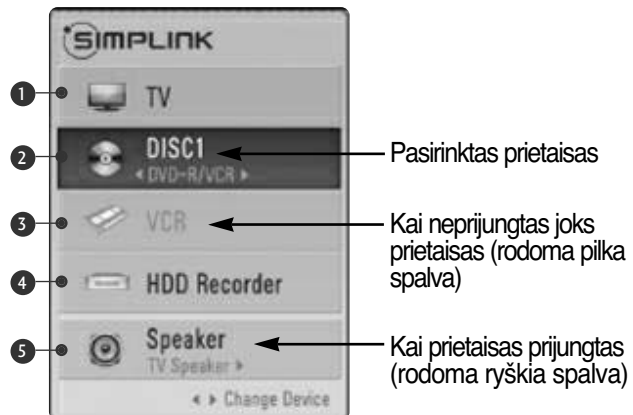 SIMPLINK
1 TV
2 DISC1
◄ DVD-R/VCR ►
Pasirinktas prietaisas
3 VCR
Kai neprijungtas joks
prietaisas (rodoma pilka
spalva)
4 HDD Recorder
5 Speaker
TV Speaker ►
Kai prietaisas prijungtas
(rodoma ryškia spalva)
◄ ► Change Device